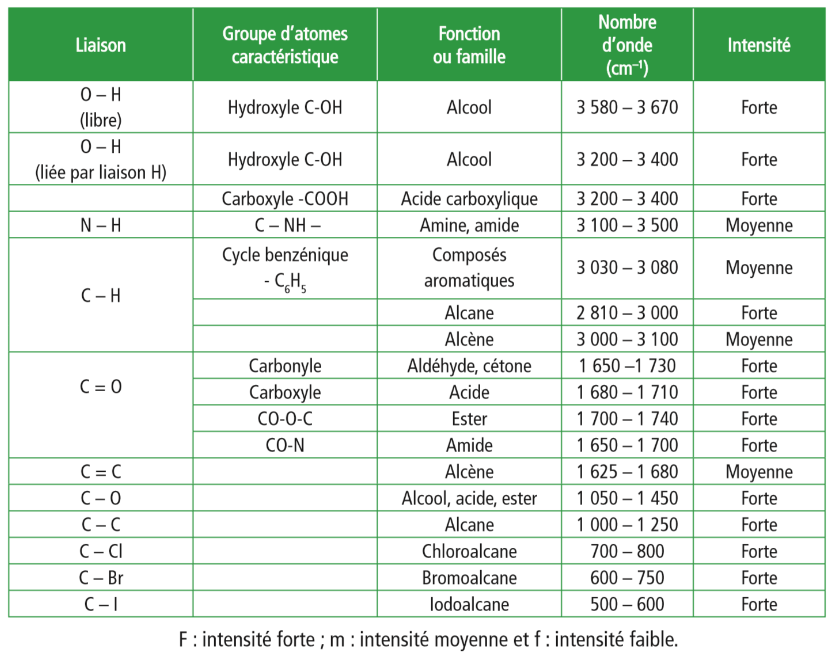 Liaison | Groupe d’atomes caractéristique | Fonction ou famille | Nombre d’onde (cm–1) | Intensité
O – H (libre) | Hydroxyle C-OH | Alcool | 3 580 – 3 670 | Forte
O – H (liée par liaison H) | Hydroxyle C-OH | Alcool | 3 200 – 3 400 | Forte
Carboxyle -COOH | Acide carboxylique | 3 200 – 3 400 | Forte
N – H | C – NH – | Amine, amide | 3 100 – 3 500 | Moyenne
C – H | Cycle benzénique - C6H5 | Composés aromatiques | 3 030 – 3 080 | Moyenne
Alcane | 2 810 – 3 000 | Forte
Alcène | 3 000 – 3 100 | Moyenne
C = O | Carbonyle | Aldéhyde, cétone | 1 650 –1 730 | Forte
Carboxyle | Acide | 1 680 – 1 710 | Forte
CO-O-C | Ester | 1 700 – 1 740 | Forte
CO-N | Amide | 1 650 – 1 700 | Forte
C = C | Alcène | 1 625 – 1 680 | Moyenne
C – O | Alcool, acide, ester | 1 050 – 1 450 | Forte
C – C | Alcane | 1 000 – 1 250 | Forte
C – Cl | Chloroalcane | 700 – 800 | Forte
C – Br | Bromoalcane | 600 – 750 | Forte
C – I | Iodoalcane | 500 – 600 | Forte
F : intensité forte ; m : intensité moyenne et f : intensité faible.